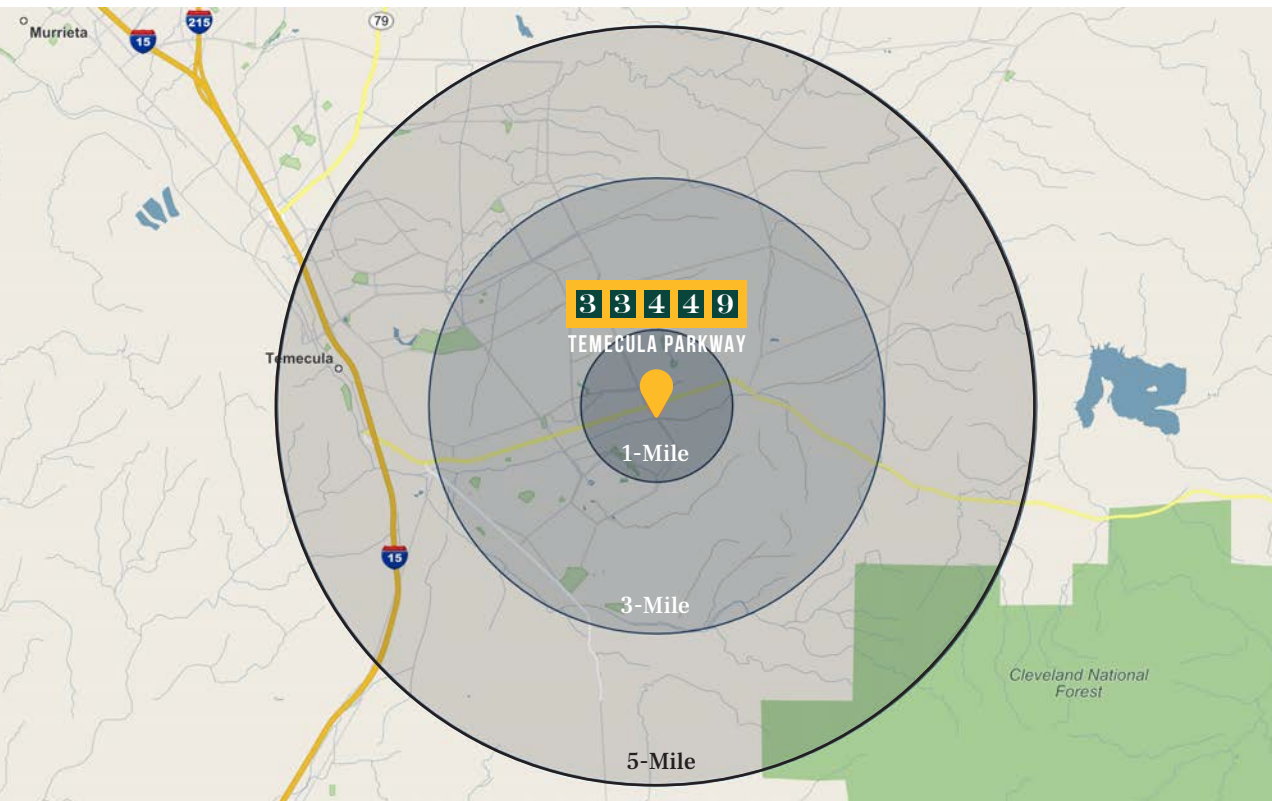 215
79
15
Murrieta
33449
TEMECULA PARKWAY
Temecula
1-Mile
15
3-Mile
Cleveland National
Forest
5-Mile